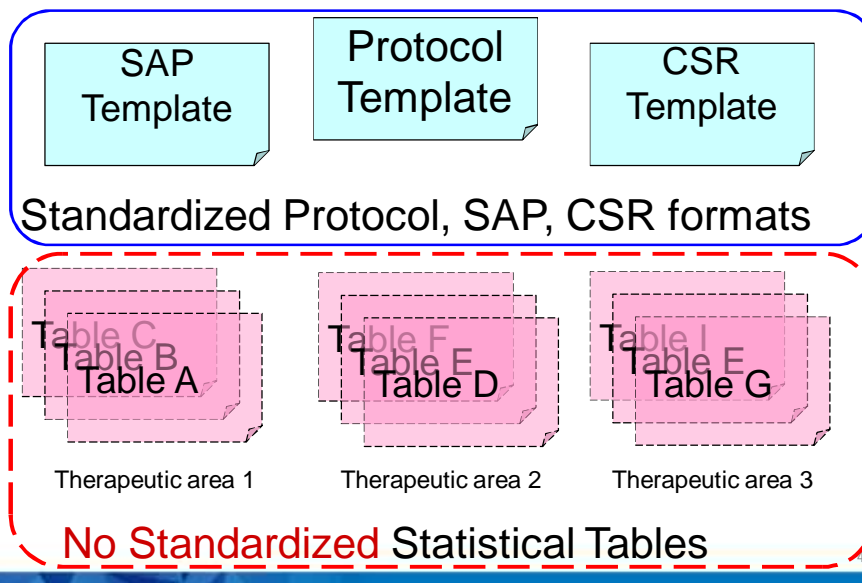 SAP
Template
Protocol
Template
CSR
Template
Standardized Protocol, SAP, CSR formats
Table C
Table B
Table A
Table F
Table E
Table D
Table I
Table E
Table G
Therapeutic area 1
Therapeutic area 2
Therapeutic area 3
No Standardized Statistical Tables
4